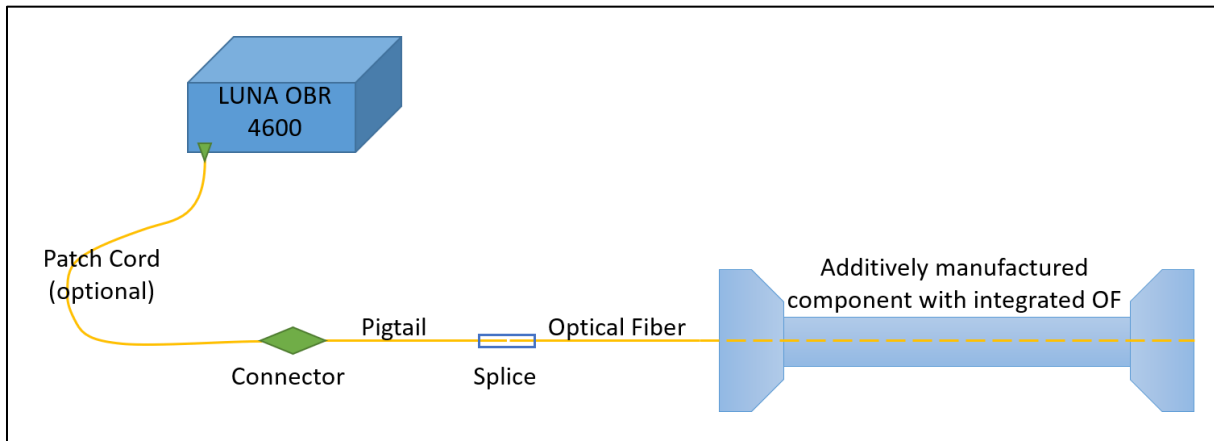 LUNA OBR
4600
Patch Cord
(optional)
Connector
Pigtail
Splice
Optical Fiber
Additively manufactured
component with integrated OF